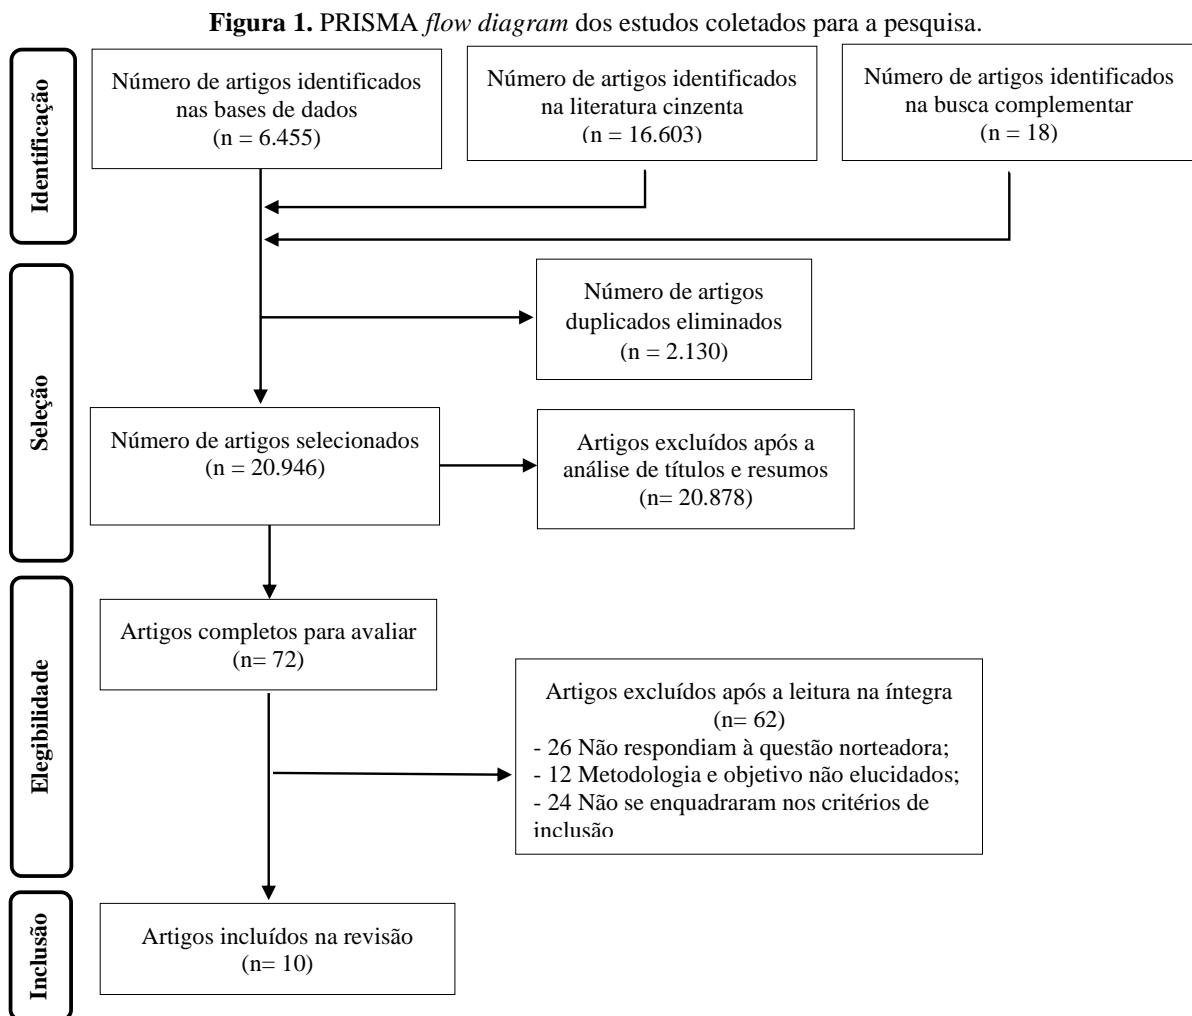 Figura 1. PRISMA flow diagram dos estudos coletados para a pesquisa.
Identificação
Número de artigos identificados
nas bases de dados
(n = 6.455)
Número de artigos identificados
na literatura cinzenta
(n = 16.603)
Número de artigos identificados
na busca complementar
(n = 18)
Seleção
Número de artigos
duplicados eliminados
(n = 2.130)
Número de artigos selecionados
(n = 20.946)
Artigos excluídos após a
análise de títulos e resumos
(n= 20.878)
Elegibilidade
Artigos completos para avaliar
(n= 72)
Artigos excluídos após a leitura na íntegra
(n= 62)
- 26 Não respondiam à questão norteadora;
- 12 Metodologia e objetivo não elucidados;
- 24 Não se enquadraram nos critérios de
inclusão
Inclusão
Artigos incluídos na revisão
(n= 10)